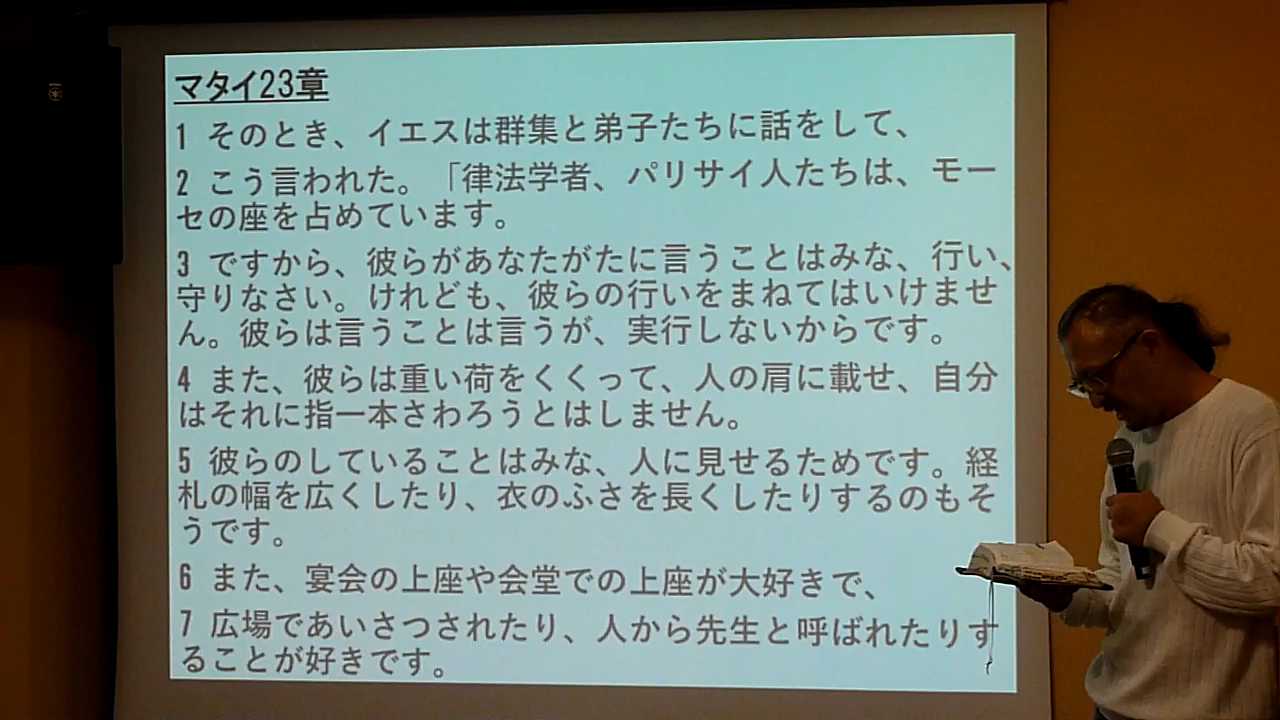 マタイ23章
1 そのとき、イエスは群集と弟子たちに話をして、
2 こう言われた。「律法学者、パリサイ人たちは、モー
セの座を占めています。
3 ですから、彼らがあなたがたに言うことはみな、行い、
守りなさい。けれども、彼らの行いをまねてはいけませ
ん。彼らは言うことは言うが、実行しないからです。
4 また、彼らは重い荷をくくって、人の肩に載せ、自分
はそれに指一本さわろうとはしません。
5 彼らのしていることはみな、人に見せるためです。経
札の幅を広くしたり、衣のふさを長くしたりするのもそ
うです。
6 また、宴会の上座や会堂での上座が大好きで、
7 広場であいさつされたり、人から先生と呼ばれたりす
ることが好きです。